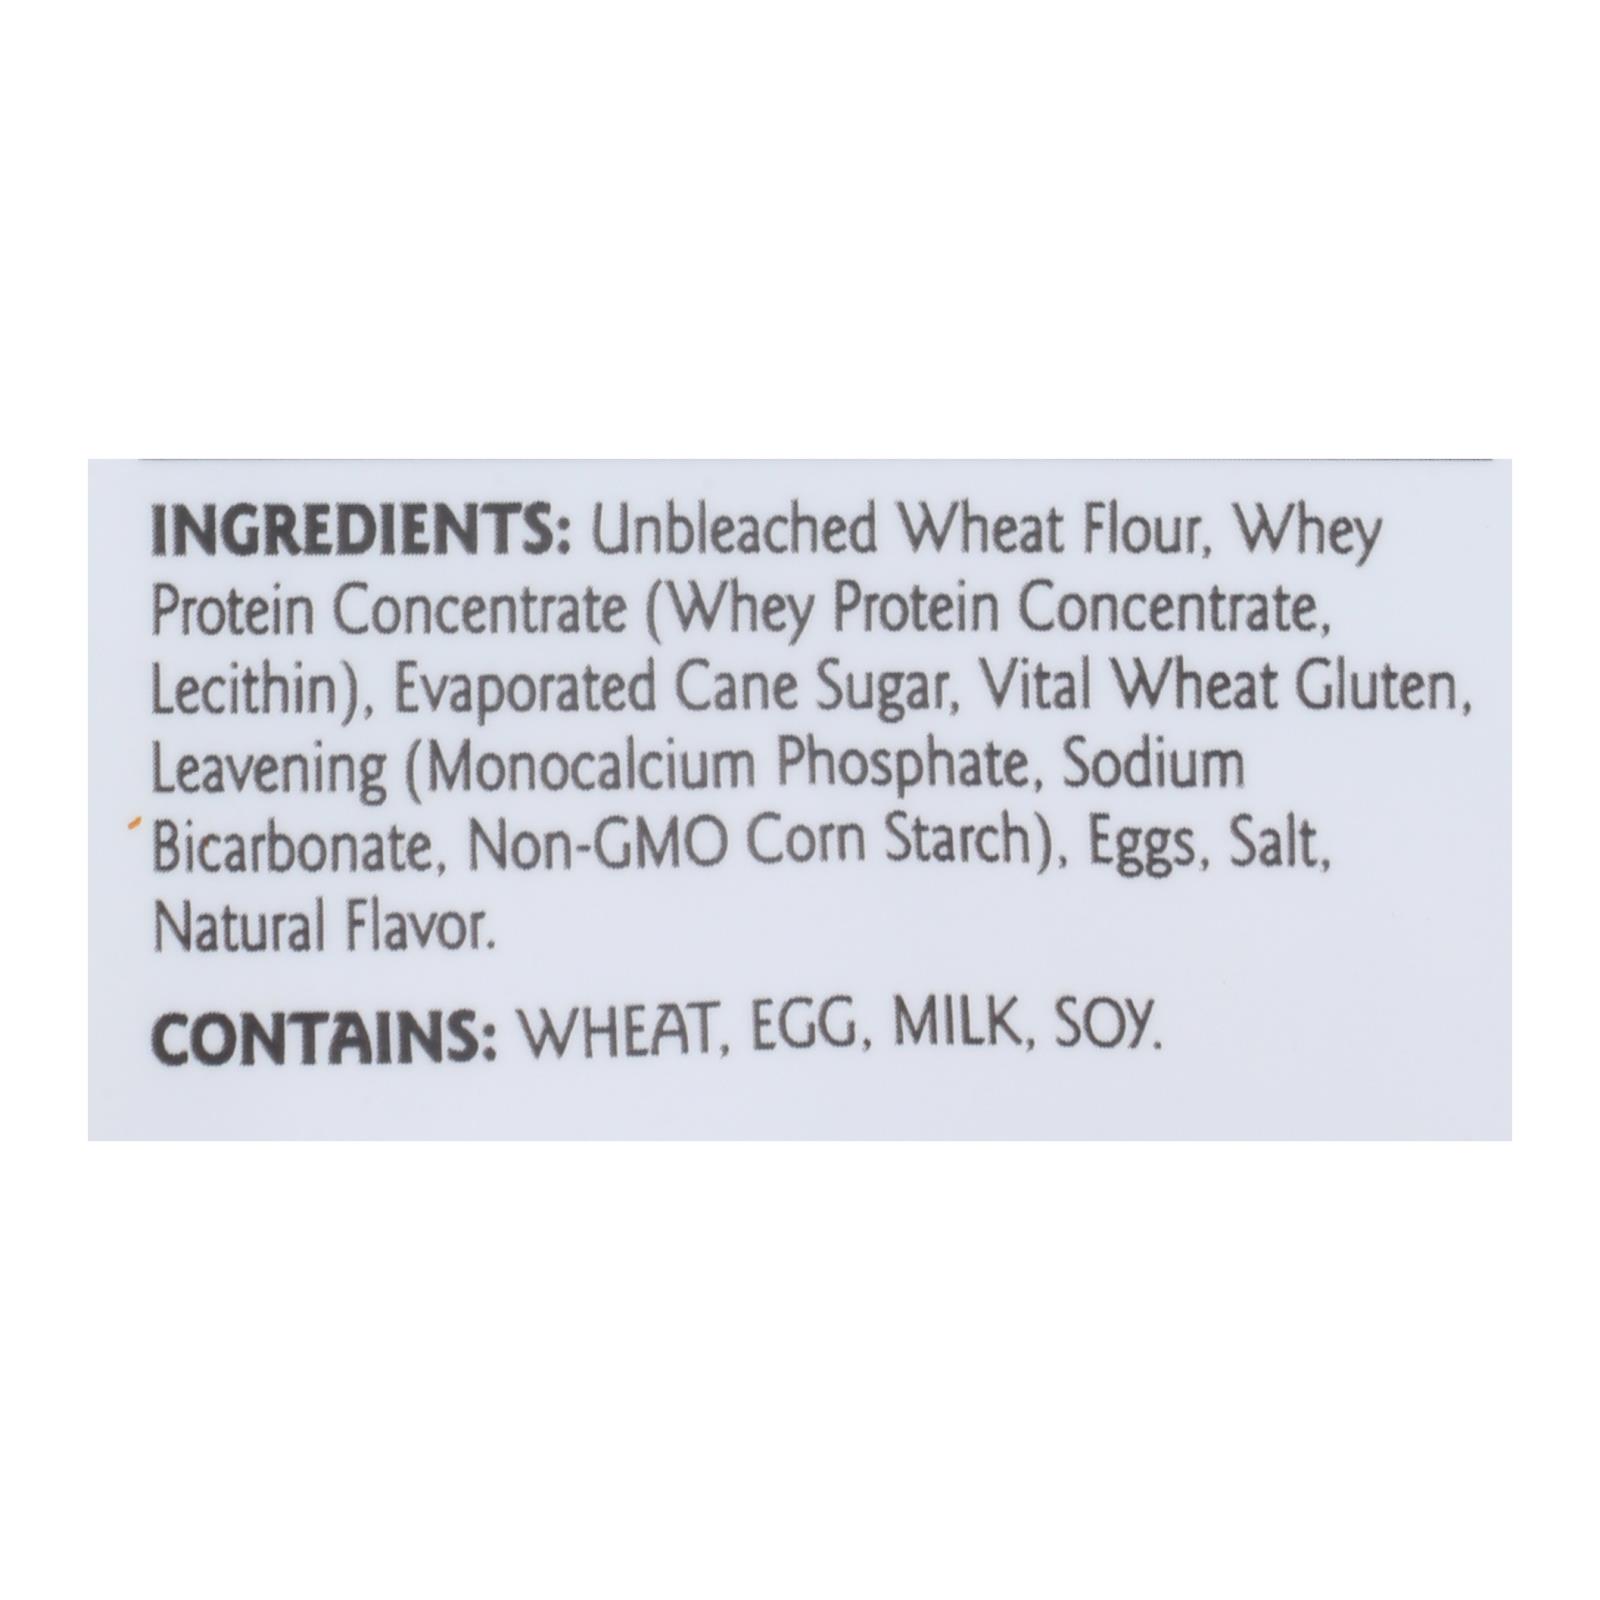 INGREDIENTS: Unbleached Wheat Flour, Whey
Protein Concentrate (Whey Protein Concentrate,
Lecithin), Evaporated Cane Sugar, Vital Wheat Gluten,
Leavening (Monocalcium Phosphate, Sodium
Bicarbonate, Non-GMO Corn Starch), Eggs, Salt,
Natural Flavor.
CONTAINS: WHEAT, EGG, MILK, SOY.